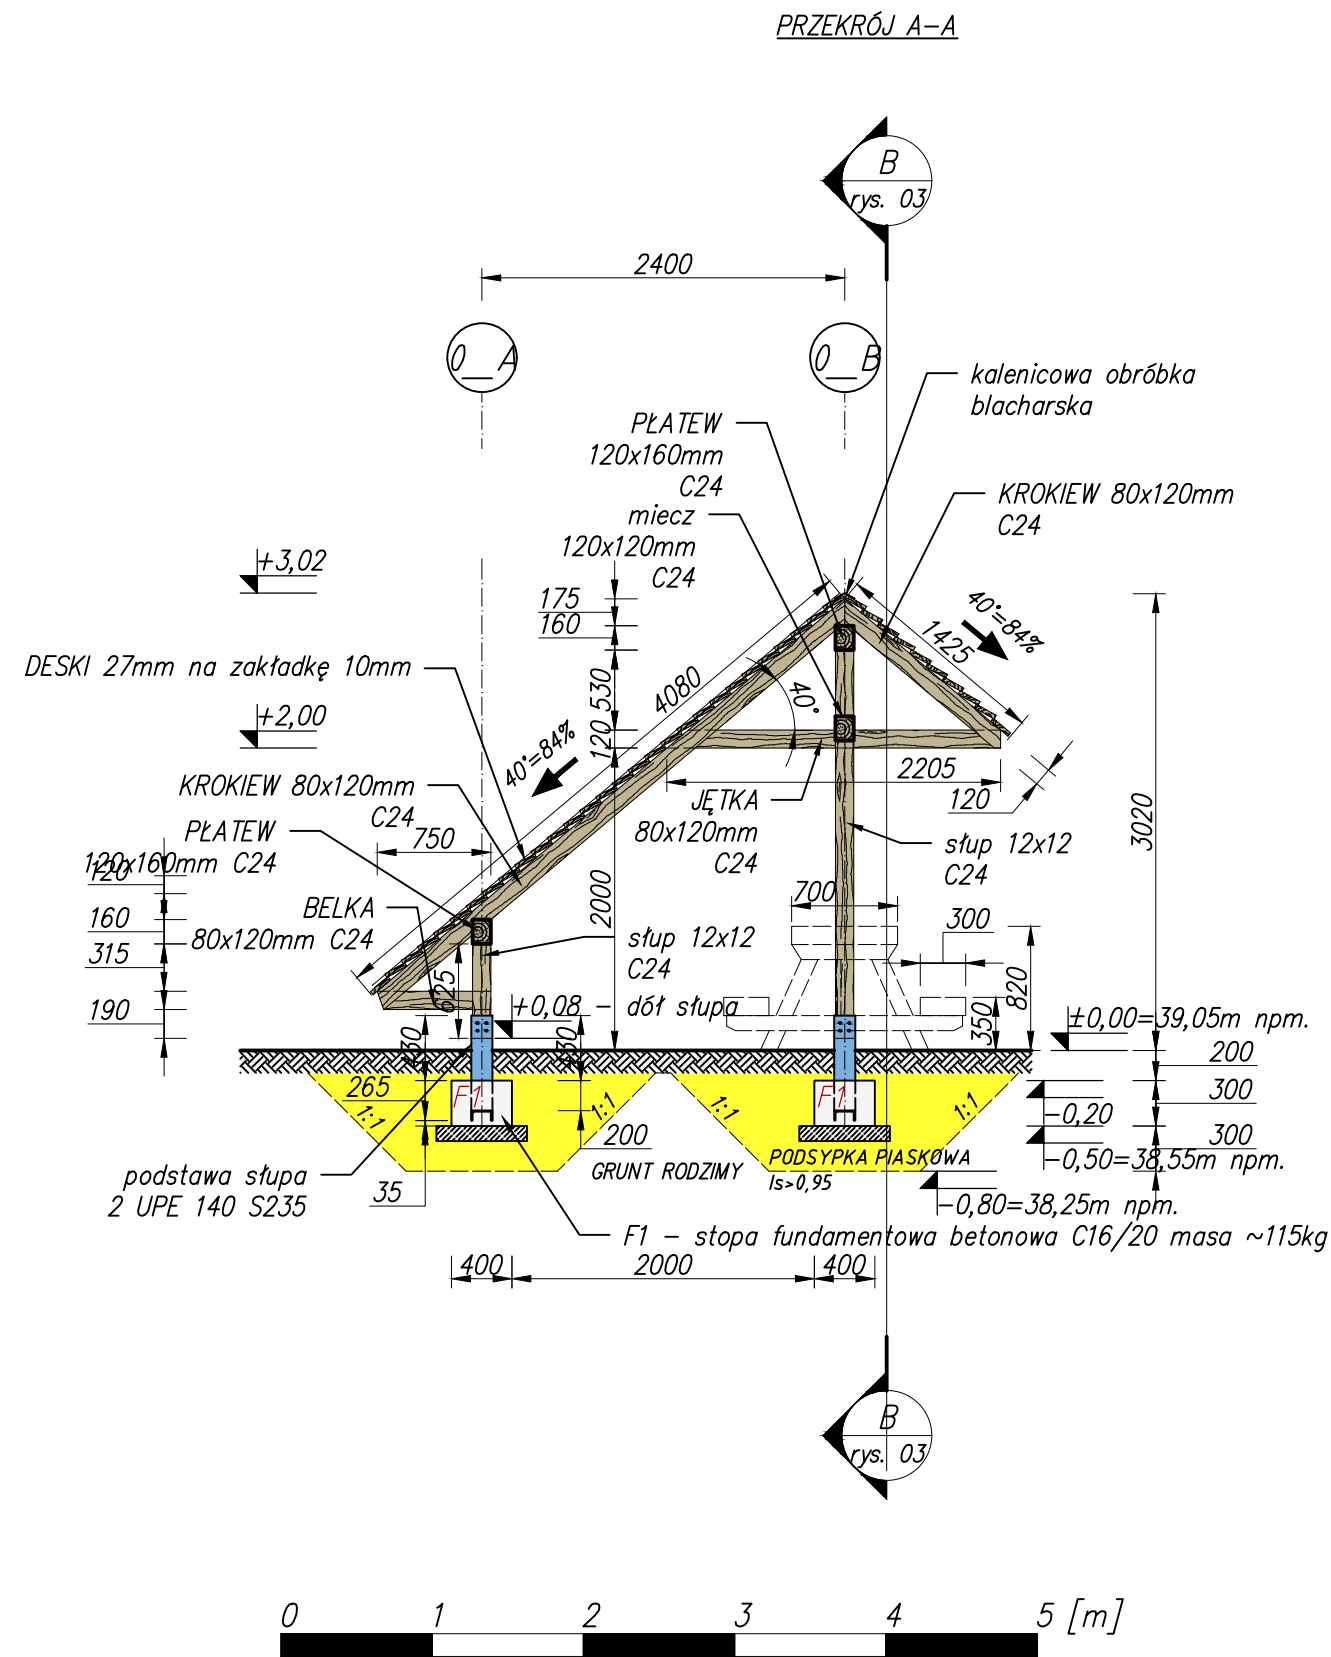 PRZEKRÓJ A-A
B
rys. 03
2400
0_A
0_B
kalenicowa obróbka
blacharska
PŁATEW
120x160mm
C24
KROKIEW 80x120mm
C24
miecz
120x120mm
C24
+3,02
175
160
40°=84%
1425
DESKI 27mm na zakładkę 10mm
4080
530
40°
+2,00
120
40°=84%
2205
120
KROKIEW 80x120mm
C24
JĘTKA
80x120mm
C24
3020
PŁATEW
120x160mm C24
750
słup 12x12
C24
120
700
BELKA
80x120mm C24
2000
300
160
słup 12x12
C24
315
625
820
190
+0,08 - dół słupa
350
±0,00=39,05m npm.
430
430
200
265
F1
F1
1:1
1:1
1:1
1:1
300
-0,20
200
300
GRUNT RODZIMY
PODSYPKA PIASKOWA
Is>0,95
-0,50=38,55m npm.
podstawa słupa
2 UPE 140 S235
35
-0,80=38,25m npm.
F1 - stopa fundamentowa betonowa C16/20 masa ~115kg
400
2000
400
B
rys. 03
0 1 2 3 4 5 [m]